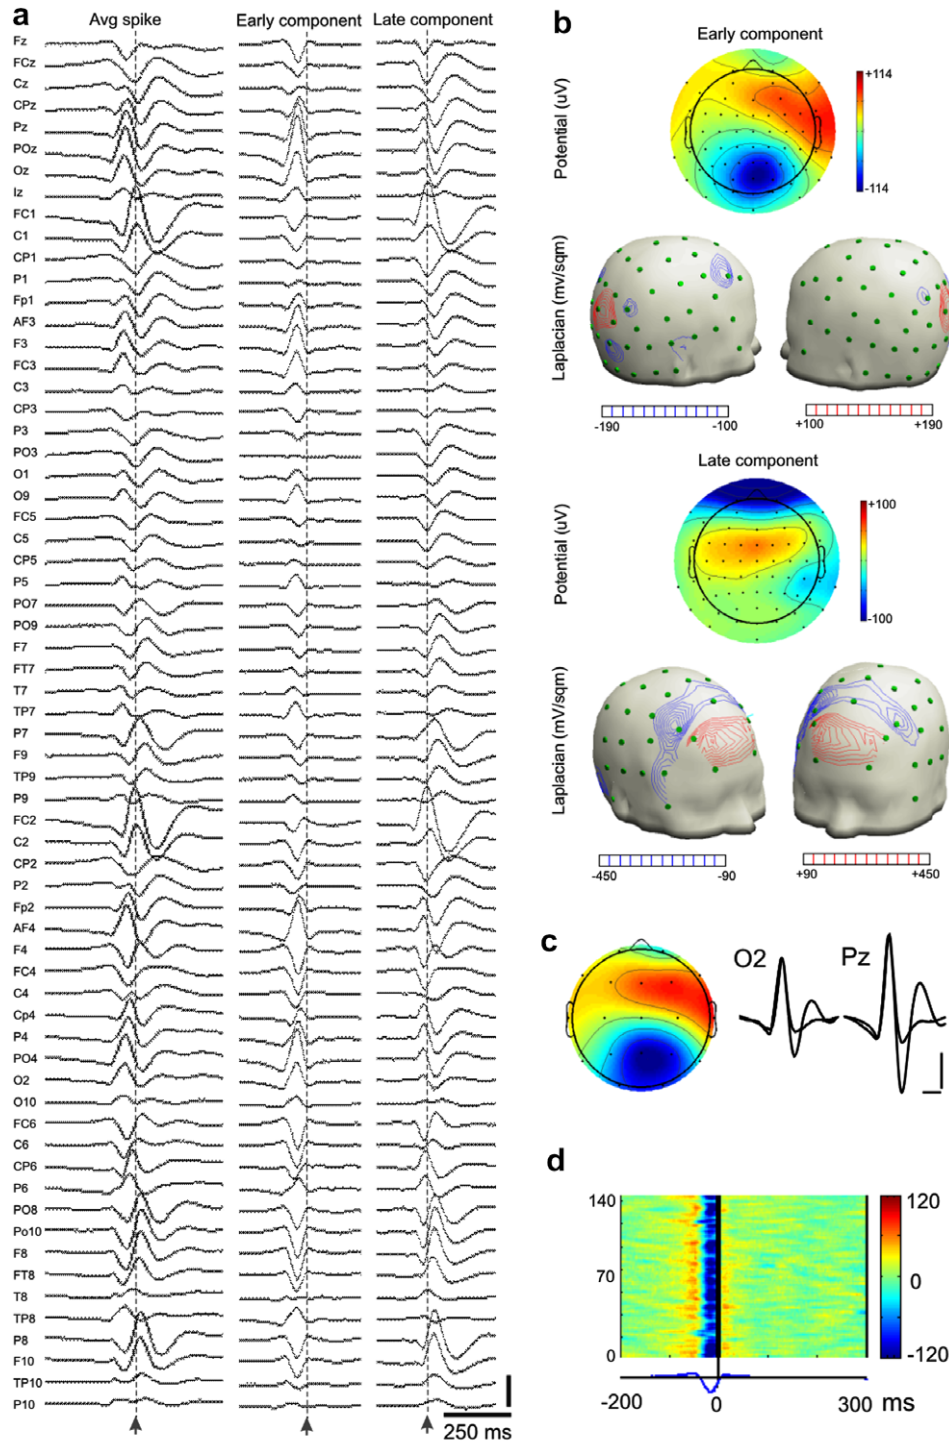 a
Avg spike Early component Late component
Fz
FCz
Cz
CPz
Pz
POz
Oz
Iz
FC1
C1
CP1
P1
Fp1
AF3
F3
FC3
C3
CP3
P3
PO3
O1
O9
FC5
C5
CP5
P5
PO7
PO9
F7
FT7
T7
TP7
P7
F9
TP9
P9
FC2
C2
CP2
P2
Fp2
AF4
F4
FC4
C4
Cp4
P4
PO4
O2
O10
FC6
C6
CP6
P6
PO8
Po10
F8
FT8
T8
TP8
P8
F10
TP10
P10
250 ms
b
Early component
Potential (uV)
+114
-114
Laplacian (mv/sqm)
-190 -100 +100 +190
Late component
Potential (uV)
+100
-100
Laplacian (mV/sqm)
-450 -90 +90 +450
c
O2 Pz
d
140
70
0
120
0
-120
-200 0 300 ms